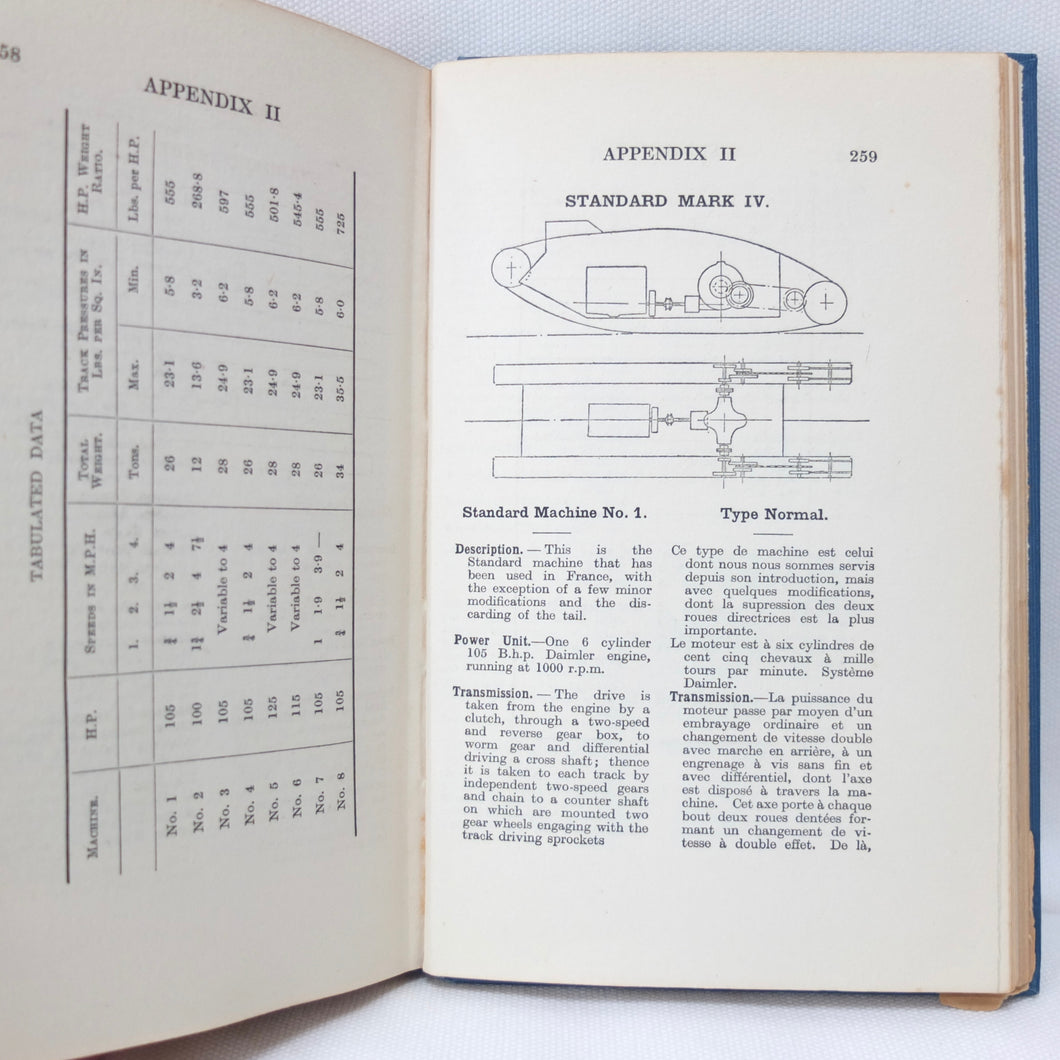 58
APPENDIX II
TABULATED DATA
MACHINE. H.P. SPEEDS IN M.P.H. TOTAL WEIGHT. TRACK PRESSURES IN LBS. PER SQ. IN. H.P. WEIGHT RATIO.
1. 2. 3. 4. Tons. Max. Min. Lbs. per H.P.
No. 1 105 ¾ 1½ 2 4 26 23·1 5·8 555
No. 2 100 1¾ 2½ 4 7½ 12 13·6 3·2 268·8
No. 3 105 Variable to 4 28 24·9 6·2 597
No. 4 105 ¾ 1½ 2 4 26 23·1 5·8 555
No. 5 125 Variable to 4 28 24·9 6·2 501·8
No. 6 115 Variable to 4 28 24·9 6·2 545·4
No. 7 105 1 1·9 3·9 — 26 23·1 5·8 555
No. 8 105 ¾ 1½ 2 4 34 35·5 6·0 725
APPENDIX II 259
STANDARD MARK IV.
Standard Machine No. 1.
Description. — This is the
Standard machine that has
been used in France, with
the exception of a few minor
modifications and the dis-
carding of the tail.
Power Unit.—One 6 cylinder
105 B.h.p. Daimler engine,
running at 1000 r.p.m.
Transmission. — The drive is
taken from the engine by a
clutch, through a two-speed
and reverse gear box, to
worm gear and differential
driving a cross shaft; thence
it is taken to each track by
independent two-speed gears
and chain to a counter shaft
on which are mounted two
gear wheels engaging with the
track driving sprockets
Type Normal.
Ce type de machine est celui
dont nous nous sommes servis
depuis son introduction, mais
avec quelques modifications,
dont la supression des deux
roues directrices est la plus
importante.
Le moteur est à six cylindres de
cent cinq chevaux à mille
tours par minute. Système
Daimler.
Transmission.—La puissance du
moteur passe par moyen d'un
embrayage ordinaire et un
changement de vitesse double
avec marche en arrière, à un
engrenage à vis sans fin et
avec différentiel, dont l'axe
est disposé à travers la ma-
chine. Cet axe porte à chaque
bout deux roues dentées for-
mant un changement de vi-
tesse à double effet. De là,